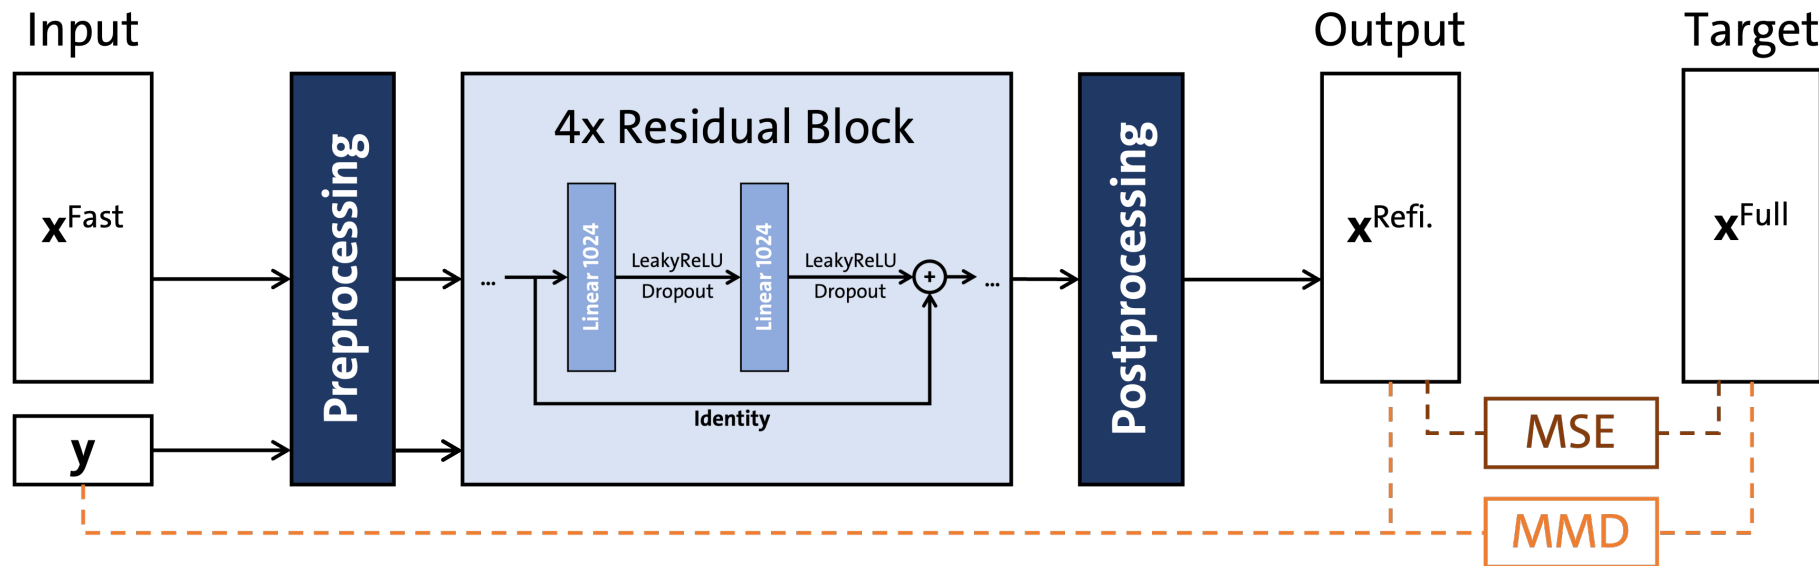 Input
Output
Target
x^Fast
y
Preprocessing
4x Residual Block
...
Linear 1024
LeakyReLU
Dropout
Linear 1024
LeakyReLU
Dropout
+
...
Identity
Postprocessing
x^Refi.
x^Full
MSE
MMD